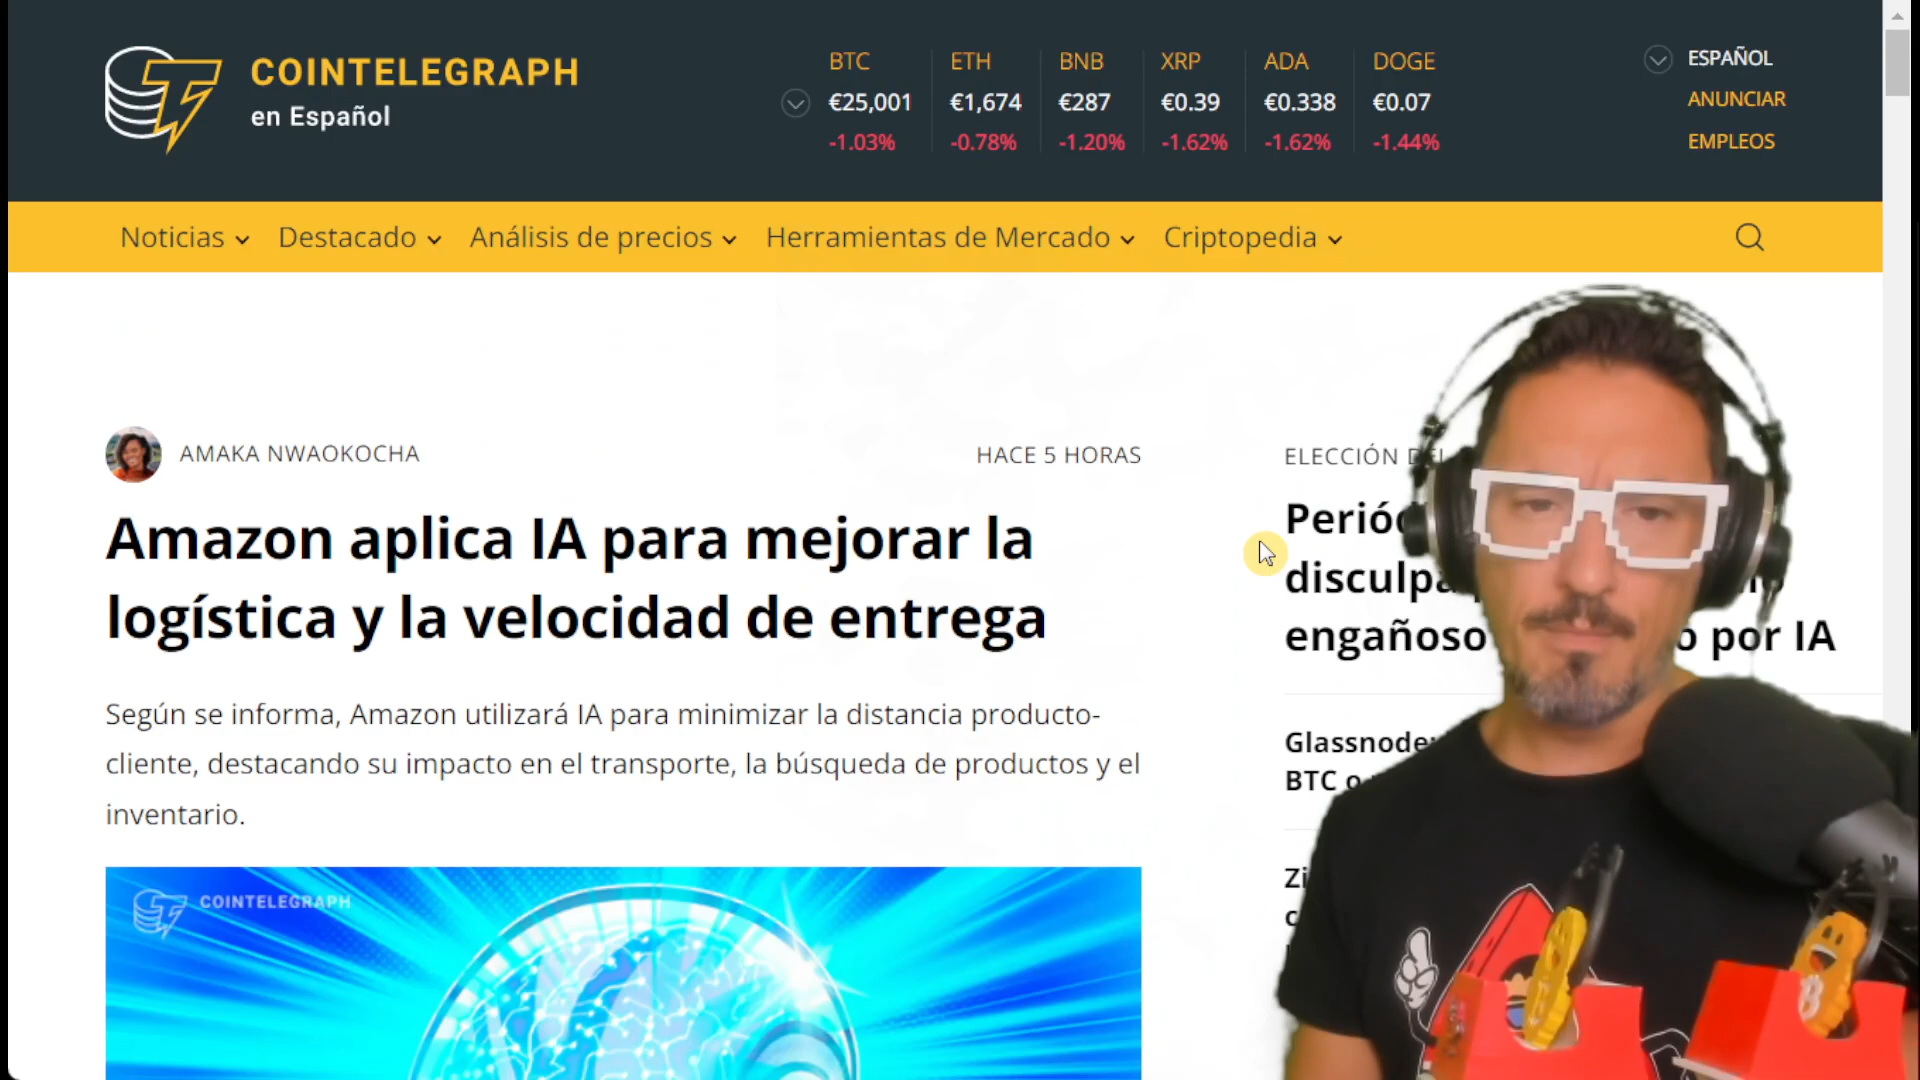 COINTELEGRAPH
en Español
BTC
€25,001
-1.03%
ETH
€1,674
-0.78%
BNB
€287
-1.20%
XRP
€0.39
-1.62%
ADA
€0.338
-1.62%
DOGE
€0.07
-1.44%
ESPAÑOL
ANUNCIAR
EMPLEOS
Noticias
Destacado
Análisis de precios
Herramientas de Mercado
Criptopedia
AMAKA NWAOKOCHA
HACE 5 HORAS
Amazon aplica IA para mejorar la
logística y la velocidad de entrega
Según se informa, Amazon utilizará IA para minimizar la distancia producto-
cliente, destacando su impacto en el transporte, la búsqueda de productos y el
inventario.
COINTELEGRAPH
ELECCIÓN
engañoso por IA
BTC